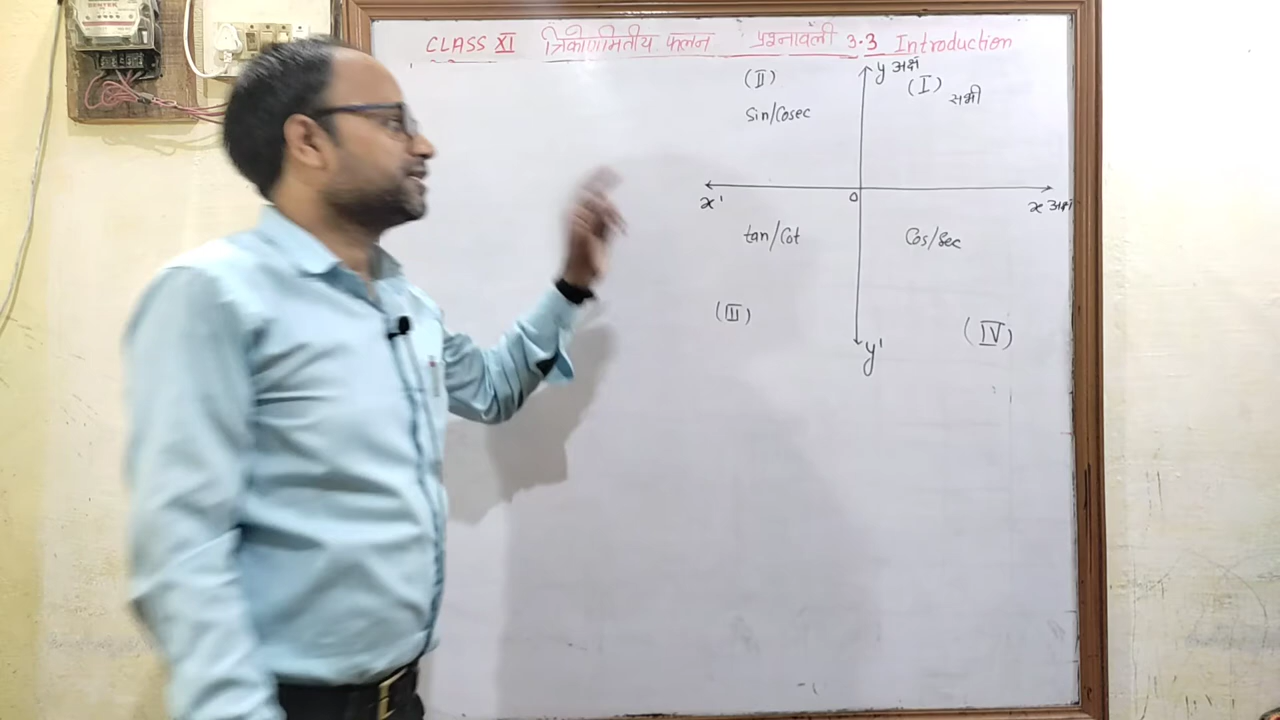 CLASS XI त्रिकोणमितीय फलन प्रश्नावली 3.3 Introduction
y अक्ष
(II)
(I)
सभी
Sin/Cosec
x'
O
x अक्ष
tan/Cot
Cos/Sec
(III)
(IV)
y'